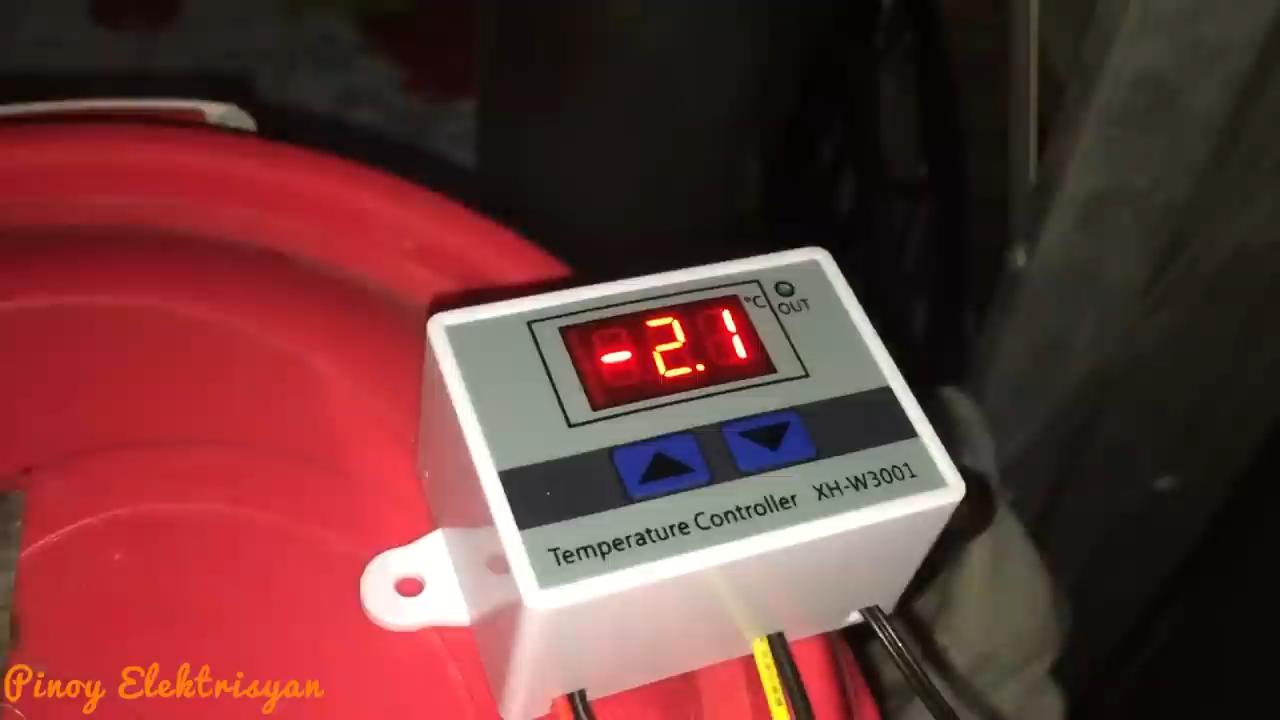 -2.1
°C
OUT
Temperature Controller XH-W3001
Pinoy Elektrisyan